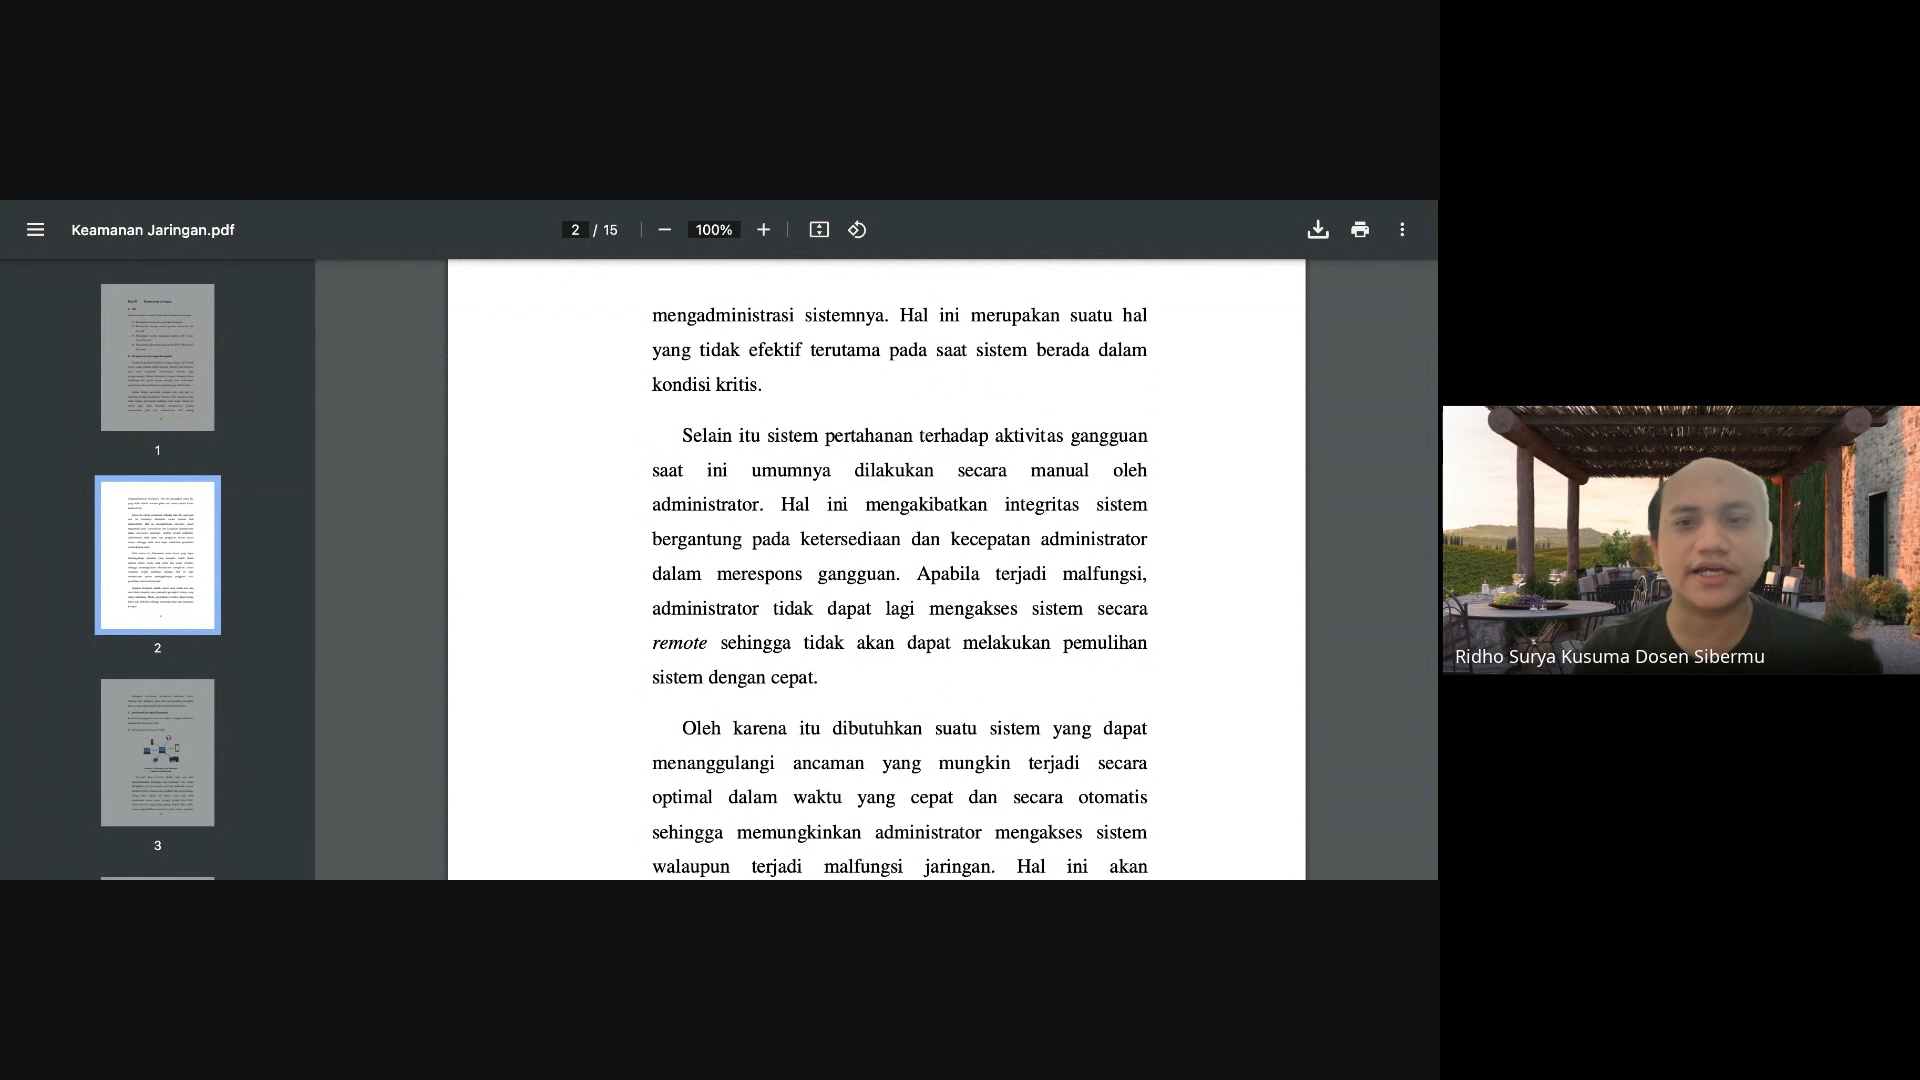 Keamanan Jaringan.pdf
2 / 15
100%
1
2
3
mengadministrasi sistemnya. Hal ini merupakan suatu hal
yang tidak efektif terutama pada saat sistem berada dalam
kondisi kritis.
Selain itu sistem pertahanan terhadap aktivitas gangguan
saat ini umumnya dilakukan secara manual oleh
administrator. Hal ini mengakibatkan integritas sistem
bergantung pada ketersediaan dan kecepatan administrator
dalam merespons gangguan. Apabila terjadi malfungsi,
administrator tidak dapat lagi mengakses sistem secara
remote sehingga tidak akan dapat melakukan pemulihan
sistem dengan cepat.
Oleh karena itu dibutuhkan suatu sistem yang dapat
menanggulangi ancaman yang mungkin terjadi secara
optimal dalam waktu yang cepat dan secara otomatis
sehingga memungkinkan administrator mengakses sistem
walaupun terjadi malfungsi jaringan. Hal ini akan
Ridho Surya Kusuma Dosen Sibermu